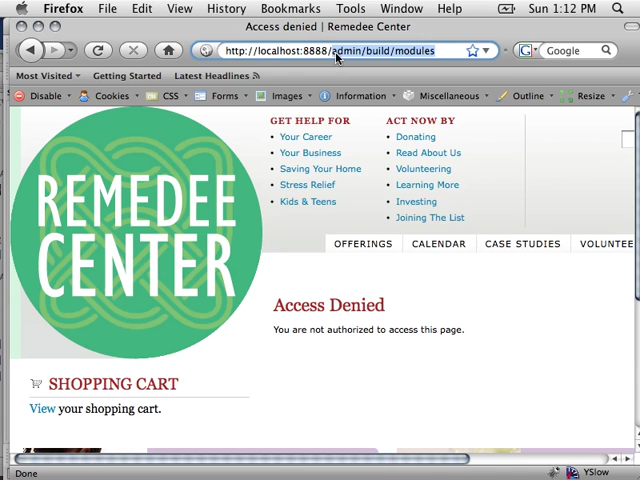 Firefox File Edit View History Bookmarks Tools Window Help Sun 1:12 PM
Access denied | Remedee Center
http://localhost:8888/admin/build/modules
Google
Most Visited Getting Started Latest Headlines
Disable Cookies CSS Forms Images Information Miscellaneous Outline Resize
REMEDEE
CENTER
GET HELP FOR
Your Career
Your Business
Saving Your Home
Stress Relief
Kids & Teens
ACT NOW BY
Donating
Read About Us
Volunteering
Learning More
Investing
Joining The List
OFFERINGS CALENDAR CASE STUDIES VOLUNTEE
Access Denied
You are not authorized to access this page.
SHOPPING CART
View your shopping cart.
Done
YSlow